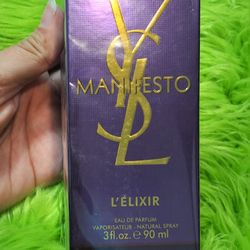 YSL
MANIFESTO
L'ÉLIXIR
EAU DE PARFUM
VAPORISATEUR - NATURAL SPRAY
3fl.oz. e 90 ml